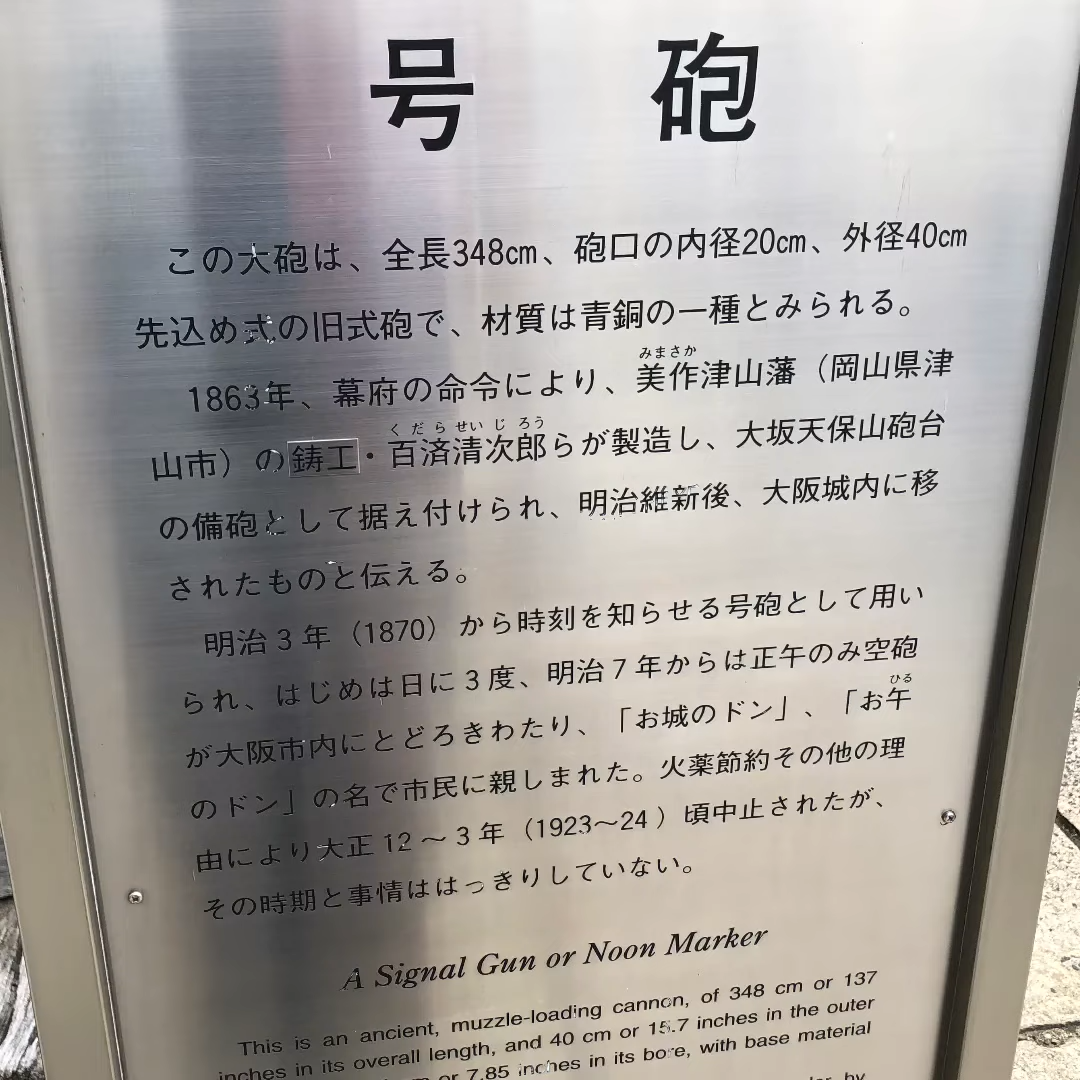 号砲
この大砲は、全長348cm、砲口の内径20cm、外径40cm
先込め式の旧式砲で、材質は青銅の一種とみられる。
みまさか
1863年、幕府の命令により、美作津山藩（岡山県津
くだらせいじろう
山市）の鋳工・百済清次郎らが製造し、大坂天保山砲台
の備砲として据え付けられ、明治維新後、大阪城内に移
されたものと伝える。
明治3年（1870）から時刻を知らせる号砲として用い
られ、はじめは日に3度、明治7年からは正午のみ空砲
ひる
が大阪市内にとどろきわたり、「お城のドン」、「お午
のドン」の名で市民に親しまれた。火薬節約その他の理
由により大正12～3年（1923～24）頃中止されたが、
その時期と事情ははっきりしていない。
A Signal Gun or Noon Marker
This is an ancient, muzzle-loading cannon, of 348 cm or 137
inches in its overall length, and 40 cm or 15.7 inches in the outer
or 7.85 inches in its bore, with base material
by